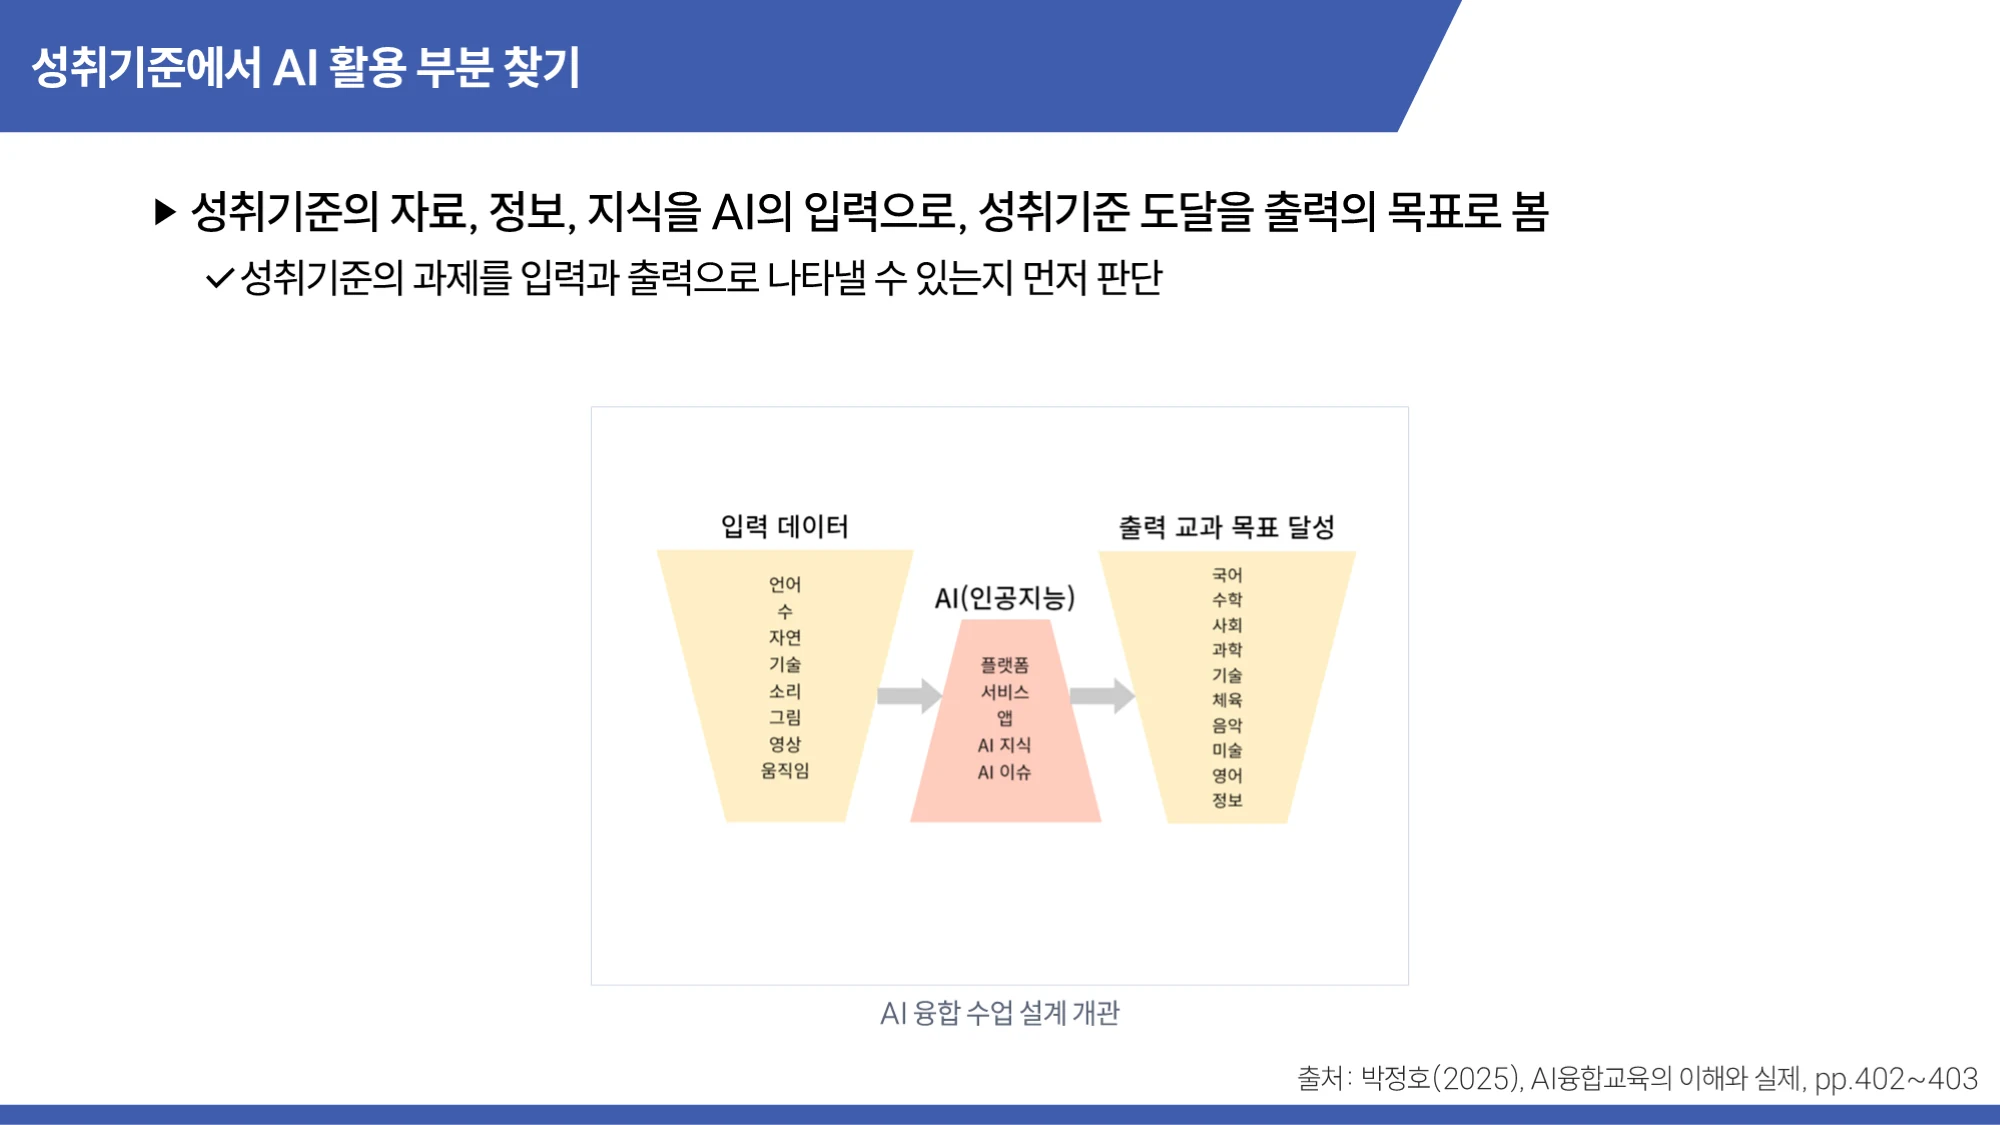 성취기준에서 AI 활용 부분 찾기
▶ 성취기준의 자료, 정보, 지식을 AI의 입력으로, 성취기준 도달을 출력의 목표로 봄
✓성취기준의 과제를 입력과 출력으로 나타낼 수 있는지 먼저 판단
입력 데이터
언어
수
자연
기술
소리
그림
영상
움직임
AI(인공지능)
플랫폼
서비스
앱
AI 지식
AI 이슈
출력 교과 목표 달성
국어
수학
사회
과학
기술
체육
음악
미술
영어
정보
AI 융합 수업 설계 개관
출처: 박정호(2025), AI융합교육의 이해와 실제, pp.402~403